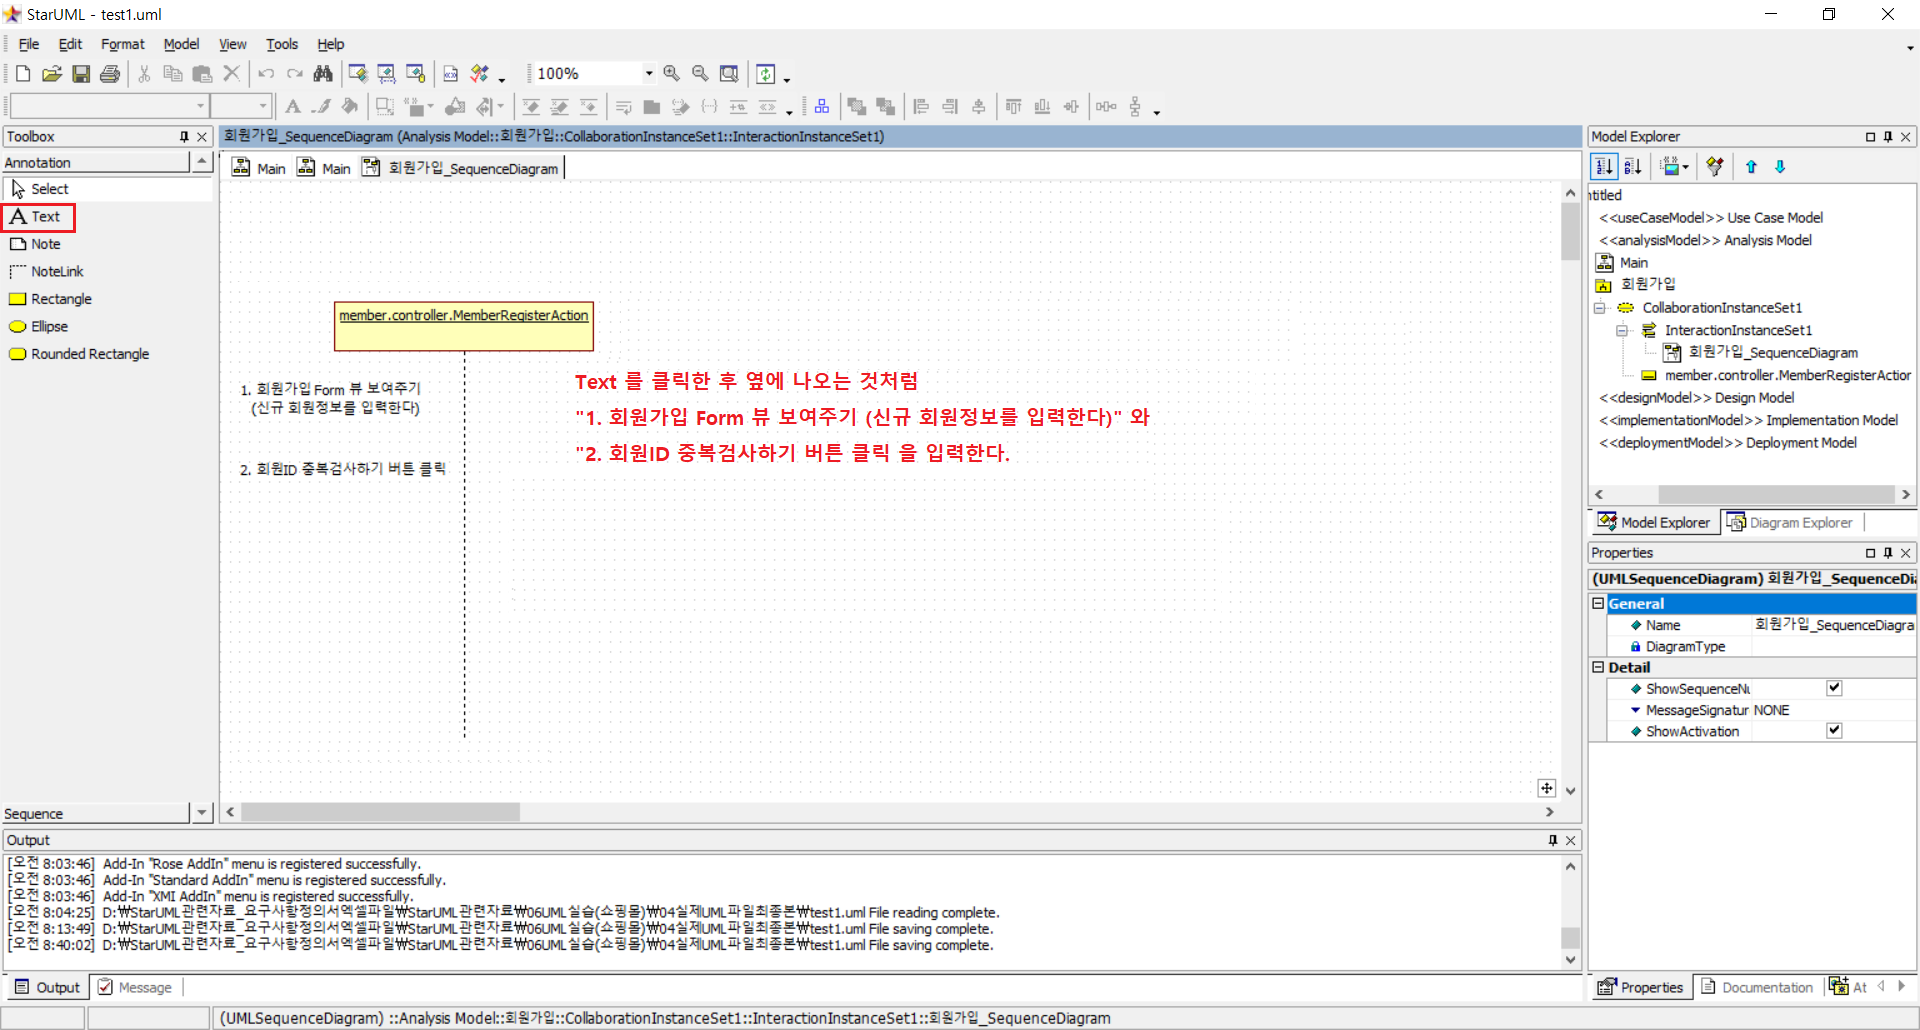 StarUML - test1.uml
File Edit Format Model View Tools Help
100%
Toolbox
Annotation
Select
Text
Note
NoteLink
Rectangle
Ellipse
Rounded Rectangle
Sequence
회원가입_SequenceDiagram (Analysis Model::회원가입::CollaborationInstanceSet1::InteractionInstanceSet1)
Main Main 회원가입_SequenceDiagram
member.controller.MemberRegisterAction
1. 회원가입 Form 뷰 보여주기
(신규 회원정보를 입력한다)
2. 회원ID 중복검사하기 버튼 클릭
Text 를 클릭한 후 옆에 나오는 것처럼
"1. 회원가입 Form 뷰 보여주기 (신규 회원정보를 입력한다)" 와
"2. 회원ID 중복검사하기 버튼 클릭 을 입력한다.
Model Explorer
ntitled
<<useCaseModel>> Use Case Model
<<analysisModel>> Analysis Model
Main
회원가입
CollaborationInstanceSet1
InteractionInstanceSet1
회원가입_SequenceDiagram
member.controller.MemberRegisterActior
<<designModel>> Design Model
<<implementationModel>> Implementation Model
<<deploymentModel>> Deployment Model
Model Explorer Diagram Explorer
Properties
(UMLSequenceDiagram) 회원가입_SequenceDi
General
Name 회원가입_SequenceDiagra
DiagramType
Detail
ShowSequenceNu
MessageSignatur NONE
ShowActivation
Properties Documentation At
Output
[오전 8:03:46] Add-In "Rose AddIn" menu is registered successfully.
[오전 8:03:46] Add-In "Standard AddIn" menu is registered successfully.
[오전 8:03:46] Add-In "XMI AddIn" menu is registered successfully.
[오전 8:04:25] D:₩StarUML관련자료_요구사항정의서엑셀파일₩StarUML관련자료₩06UML실습(쇼핑몰)₩04실제UML파일최종본₩test1.uml File reading complete.
[오전 8:13:49] D:₩StarUML관련자료_요구사항정의서엑셀파일₩StarUML관련자료₩06UML실습(쇼핑몰)₩04실제UML파일최종본₩test1.uml File saving complete.
[오전 8:40:02] D:₩StarUML관련자료_요구사항정의서엑셀파일₩StarUML관련자료₩06UML실습(쇼핑몰)₩04실제UML파일최종본₩test1.uml File saving complete.
Output Message
(UMLSequenceDiagram) ::Analysis Model::회원가입::CollaborationInstanceSet1::InteractionInstanceSet1::회원가입_SequenceDiagram